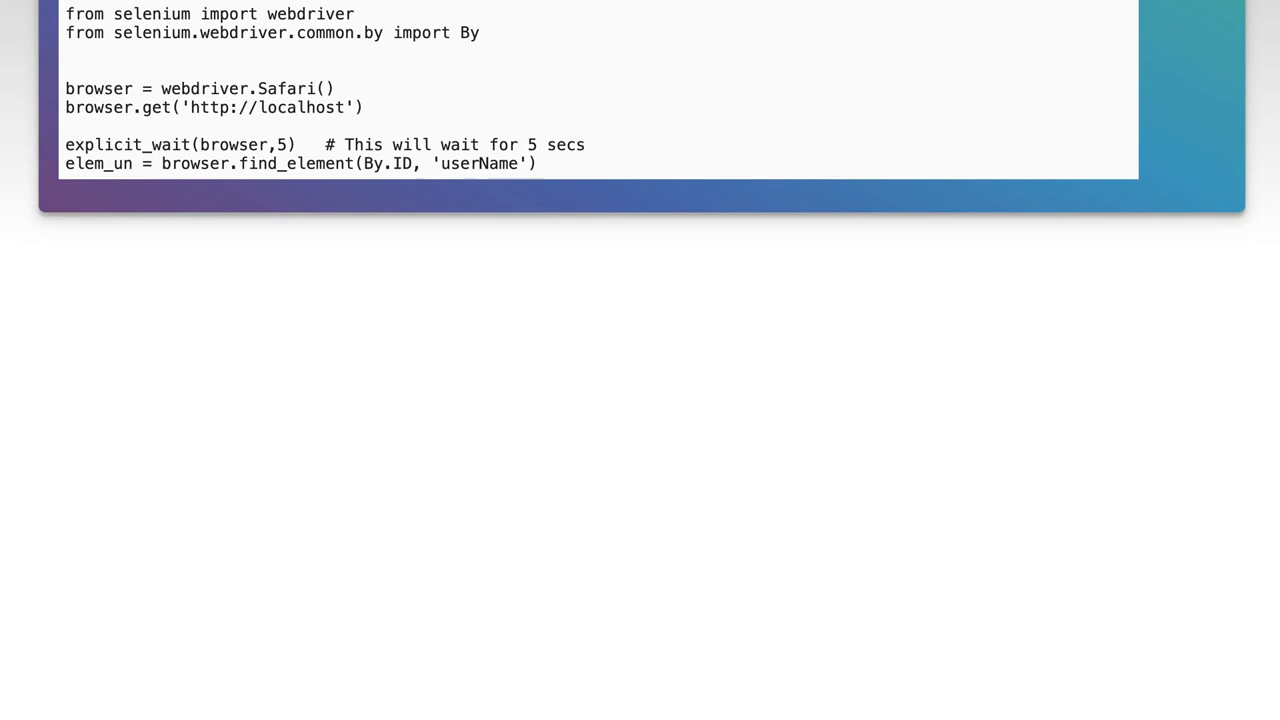 from selenium import webdriver
from selenium.webdriver.common.by import By
browser = webdriver.Safari()
browser.get('http://localhost')
explicit_wait(browser,5)   # This will wait for 5 secs
elem_un = browser.find_element(By.ID, 'userName')